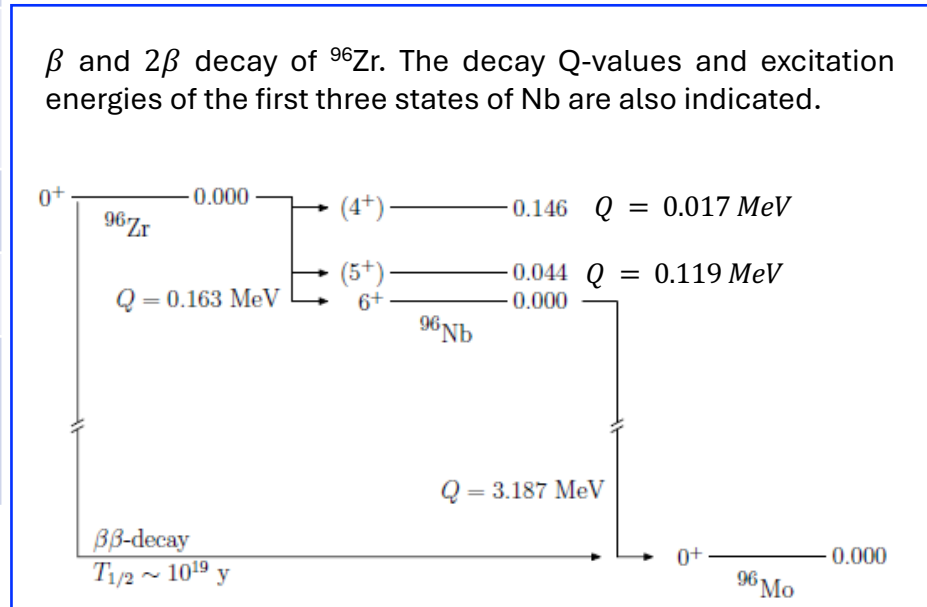 β and 2β decay of ⁹⁶Zr. The decay Q-values and excitation
energies of the first three states of Nb are also indicated.
0⁺ 0.000 (4⁺) 0.146 Q = 0.017 MeV
⁹⁶Zr
(5⁺) 0.044 Q = 0.119 MeV
Q = 0.163 MeV 6⁺ 0.000
⁹⁶Nb
Q = 3.187 MeV
ββ-decay
0⁺ 0.000
T₁/₂ ~ 10¹⁹ y
⁹⁶Mo